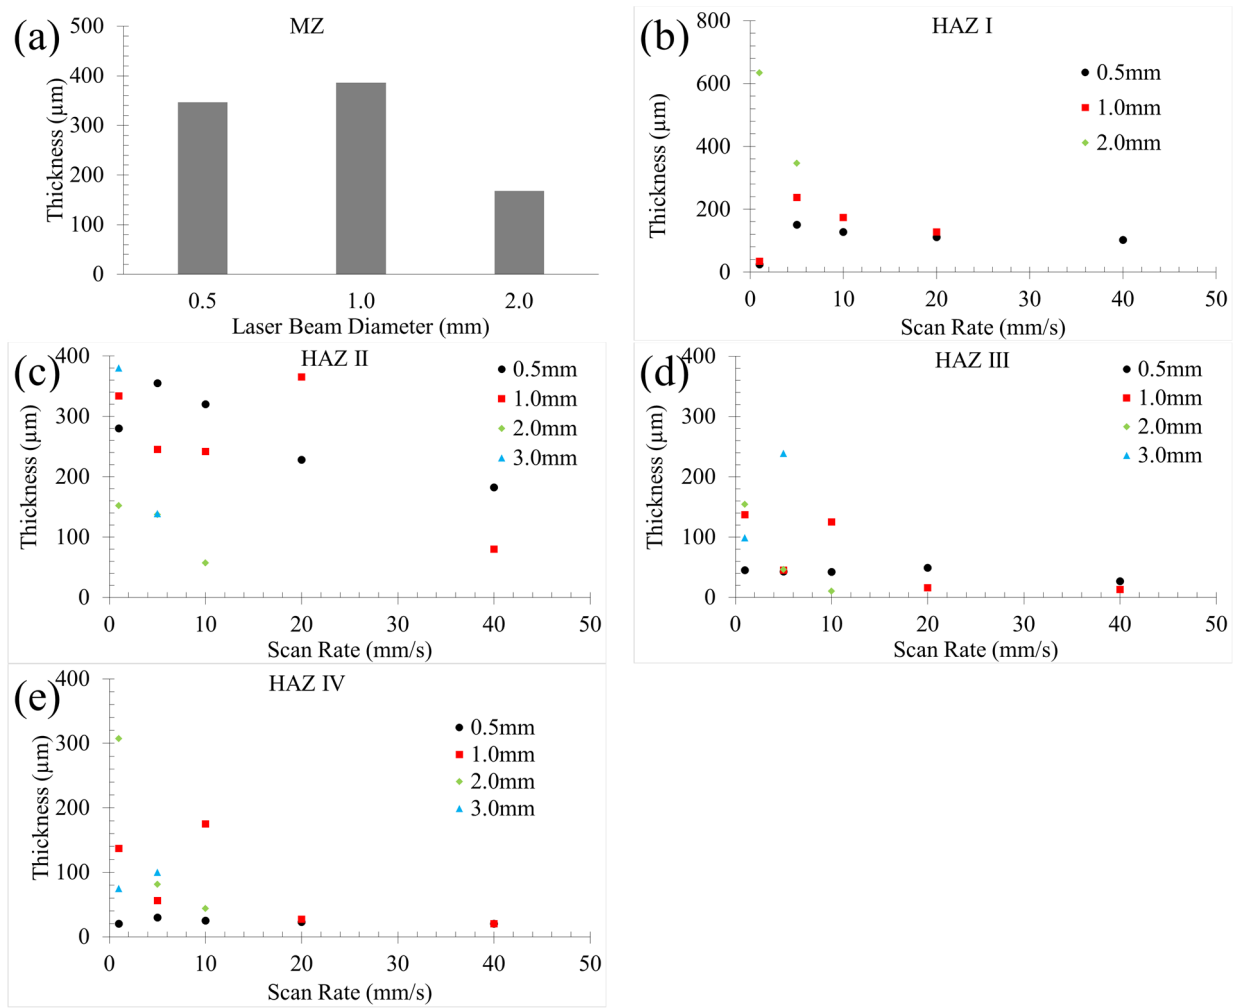 (a)
MZ
Thickness (µm)
500
400
300
200
100
0
0.5 1.0 2.0
Laser Beam Diameter (mm)
(b)
HAZ I
Thickness (µm)
800
600
400
200
0
0.5mm
1.0mm
2.0mm
0 10 20 30 40 50
Scan Rate (mm/s)
(c)
HAZ II
Thickness (µm)
400
300
200
100
0
0.5mm
1.0mm
2.0mm
3.0mm
0 10 20 30 40 50
Scan Rate (mm/s)
(d)
HAZ III
Thickness (µm)
400
300
200
100
0
0.5mm
1.0mm
2.0mm
3.0mm
0 10 20 30 40 50
Scan Rate (mm/s)
(e)
HAZ IV
Thickness (µm)
400
300
200
100
0
0.5mm
1.0mm
2.0mm
3.0mm
0 10 20 30 40 50
Scan Rate (mm/s)